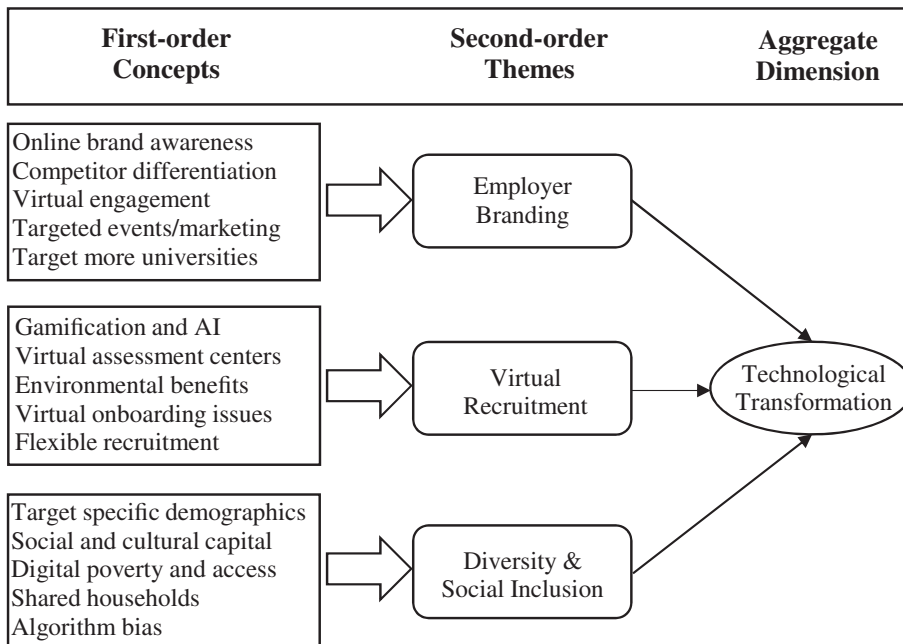 First-order
Concepts
Second-order
Themes
Aggregate
Dimension
Online brand awareness
Competitor differentiation
Virtual engagement
Targeted events/marketing
Target more universities
Employer
Branding
Gamification and AI
Virtual assessment centers
Environmental benefits
Virtual onboarding issues
Flexible recruitment
Virtual
Recruitment
Technological
Transformation
Target specific demographics
Social and cultural capital
Digital poverty and access
Shared households
Algorithm bias
Diversity &
Social Inclusion